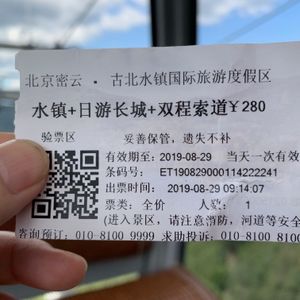 北京密云 · 古北水镇国际旅游度假区
水镇+日游长城+双程索道¥280
验票区 妥善保管，遗失不补
有效期至: 2019-08-29 当天一次有效
条码号: ET190829000114222241
出票时间: 2019-08-29 09:14:07
票类: 全价 人数: 1
(进入景区，请注意消防，河道等安全
咨询预订: 010-8100 9999 求助投诉: 010-8100